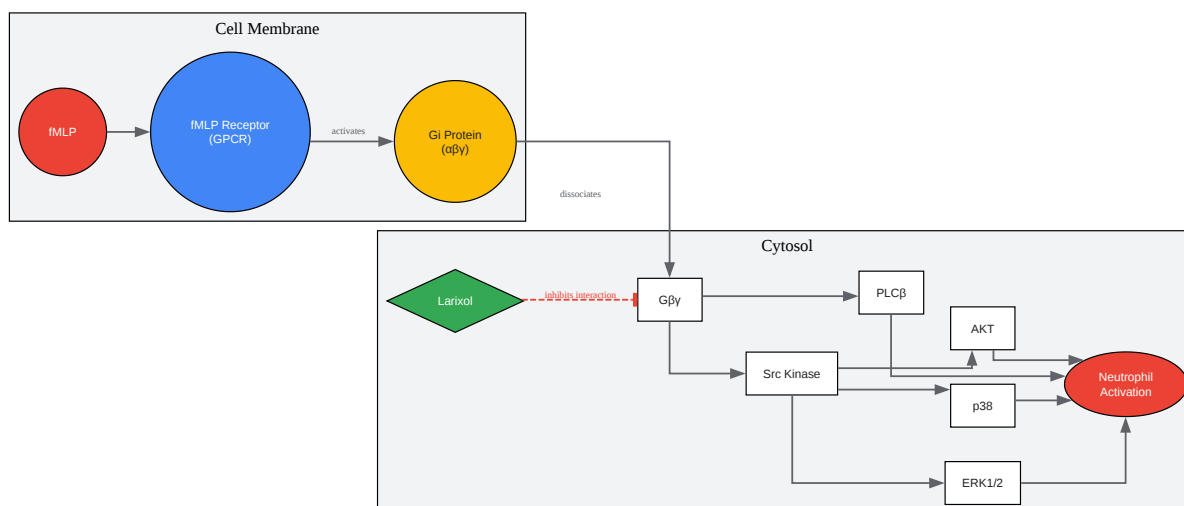 Cell Membrane
fMLP
fMLP Receptor
(GPCR)
activates
Gi Protein
(αβγ)
dissociates
Cytosol
Larixol
inhibits interaction
Gβγ
PLCβ
AKT
Src Kinase
Neutrophil
Activation
p38
ERK1/2